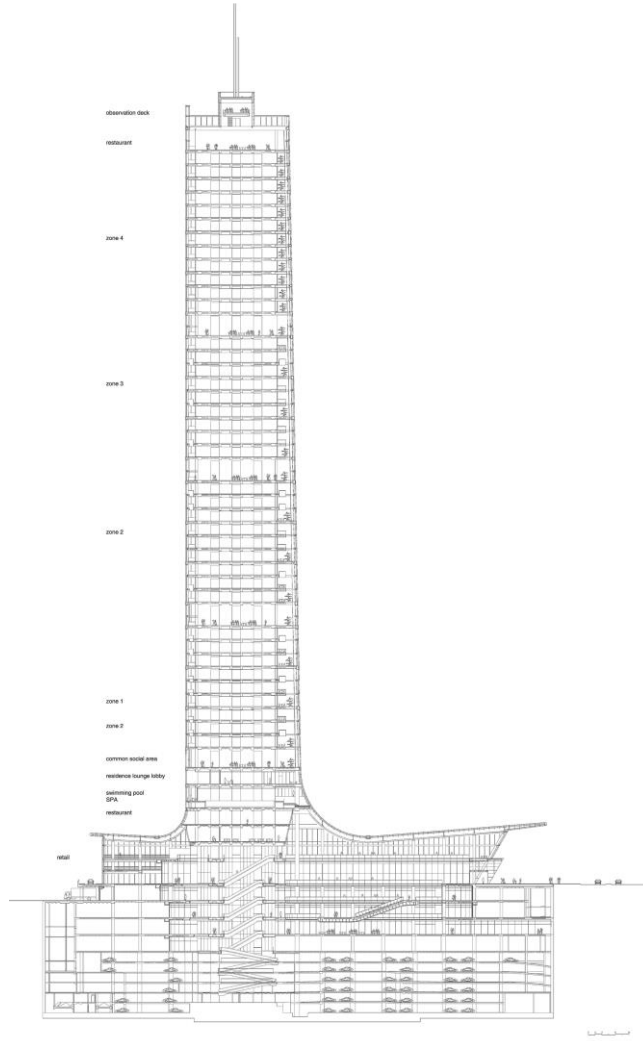 observation deck
restaurant
zone 4
zone 3
zone 2
zone 1
zone 2
common social area
residence lounge lobby
swimming pool
SPA
restaurant
retail